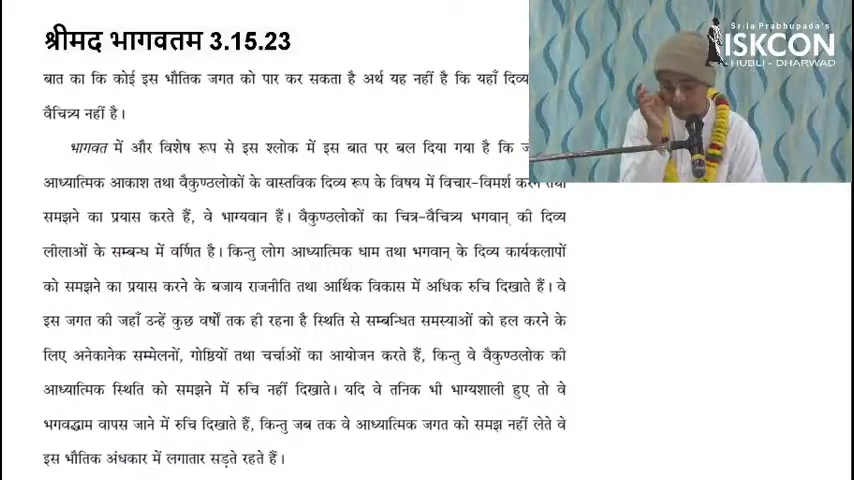 श्रीमद भागवतम 3.15.23
बात का कि कोई इस भौतिक जगत को पार कर सकता है अर्थ यह नहीं है कि यहाँ दिव्य
वैचित्र्य नहीं है।
भागवत में और विशेष रूप से इस श्लोक में इस बात पर बल दिया गया है कि
आध्यात्मिक आकाश तथा वैकुण्ठलोकों के वास्तविक दिव्य रूप के विषय में विचार-विमर्श करने तथा
समझने का प्रयास करते हैं, वे भाग्यवान हैं। वैकुण्ठलोकों का चित्र-वैचित्र्य भगवान् की दिव्य
लीलाओं के सम्बन्ध में वर्णित है। किन्तु लोग आध्यात्मिक धाम तथा भगवान् के दिव्य कार्यकलापों
को समझने का प्रयास करने के बजाय राजनीति तथा आर्थिक विकास में अधिक रुचि दिखाते हैं। वे
इस जगत की जहाँ उन्हें कुछ वर्षों तक ही रहना है स्थिति से सम्बन्धित समस्याओं को हल करने के
लिए अनेकानेक सम्मेलनों, गोष्ठियों तथा चर्चाओं का आयोजन करते हैं, किन्तु वे वैकुण्ठलोक की
आध्यात्मिक स्थिति को समझने में रुचि नहीं दिखाते। यदि वे तनिक भी भाग्यशाली हुए तो वे
भगवद्धाम वापस जाने में रुचि दिखाते हैं, किन्तु जब तक वे आध्यात्मिक जगत को समझ नहीं लेते वे
इस भौतिक अंधकार में लगातार सड़ते रहते हैं।
Srila Prabhupada's
ISKCON
HUBLI - DHARWAD